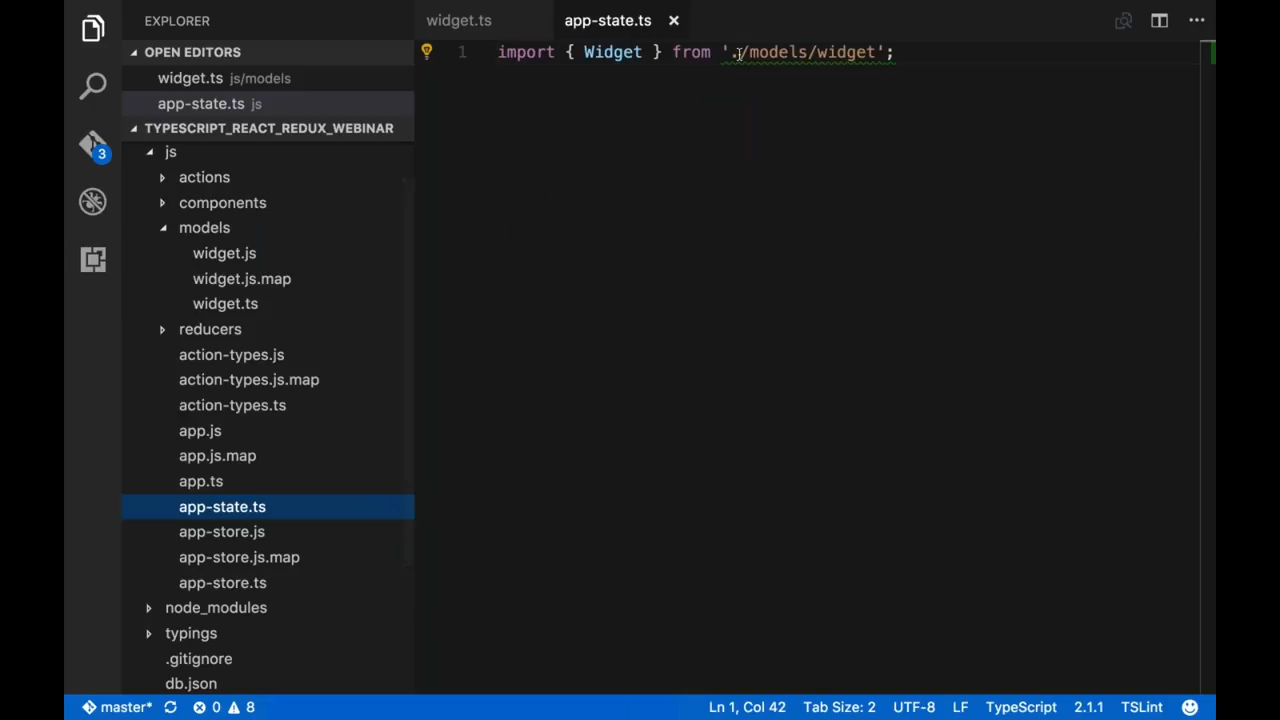 EXPLORER
OPEN EDITORS
widget.ts js/models
app-state.ts js
TYPESCRIPT_REACT_REDUX_WEBINAR
js
actions
components
models
widget.js
widget.js.map
widget.ts
reducers
action-types.js
action-types.js.map
action-types.ts
app.js
app.js.map
app.ts
app-state.ts
app-store.js
app-store.js.map
app-store.ts
node_modules
typings
.gitignore
db.json
3
widget.ts app-state.ts
1 import { Widget } from './models/widget';
master* 0 8 Ln 1, Col 42 Tab Size: 2 UTF-8 LF TypeScript 2.1.1 TSLint